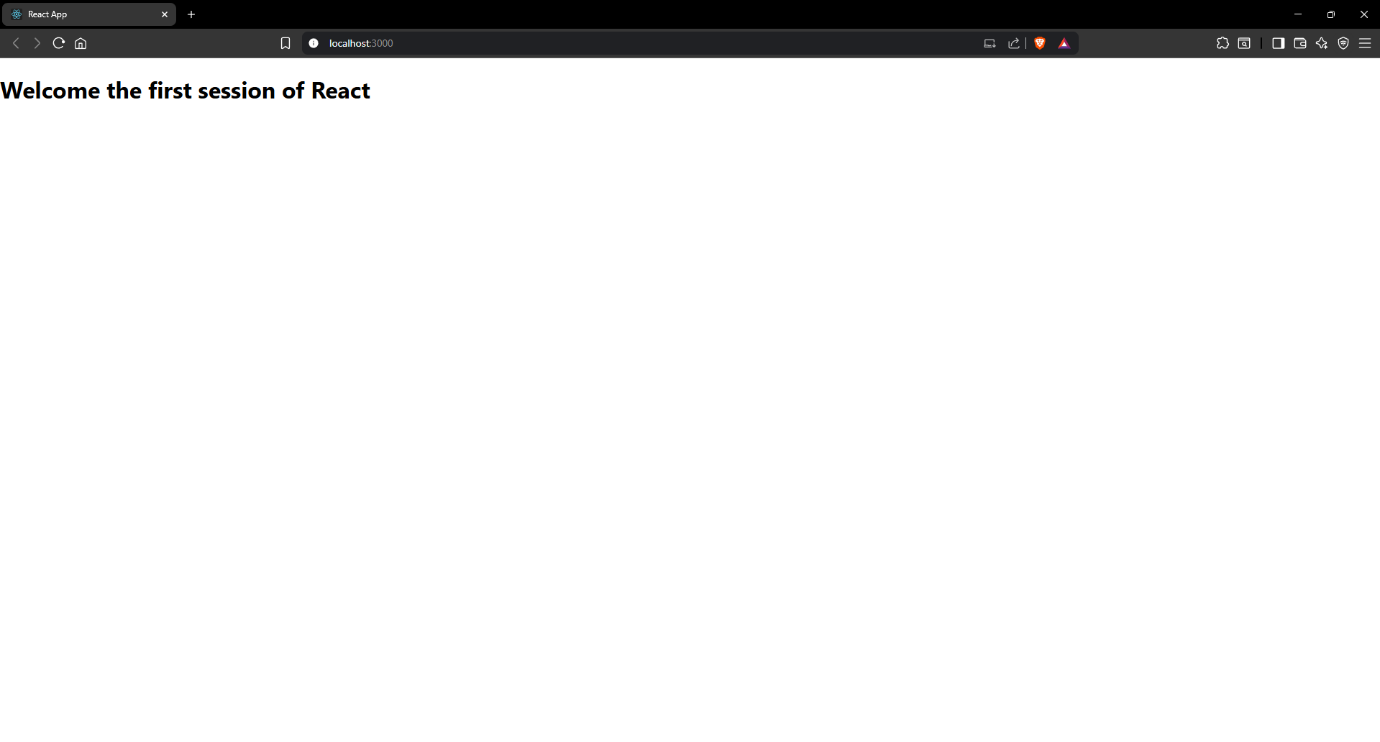 React App
localhost:3000
Welcome the first session of React